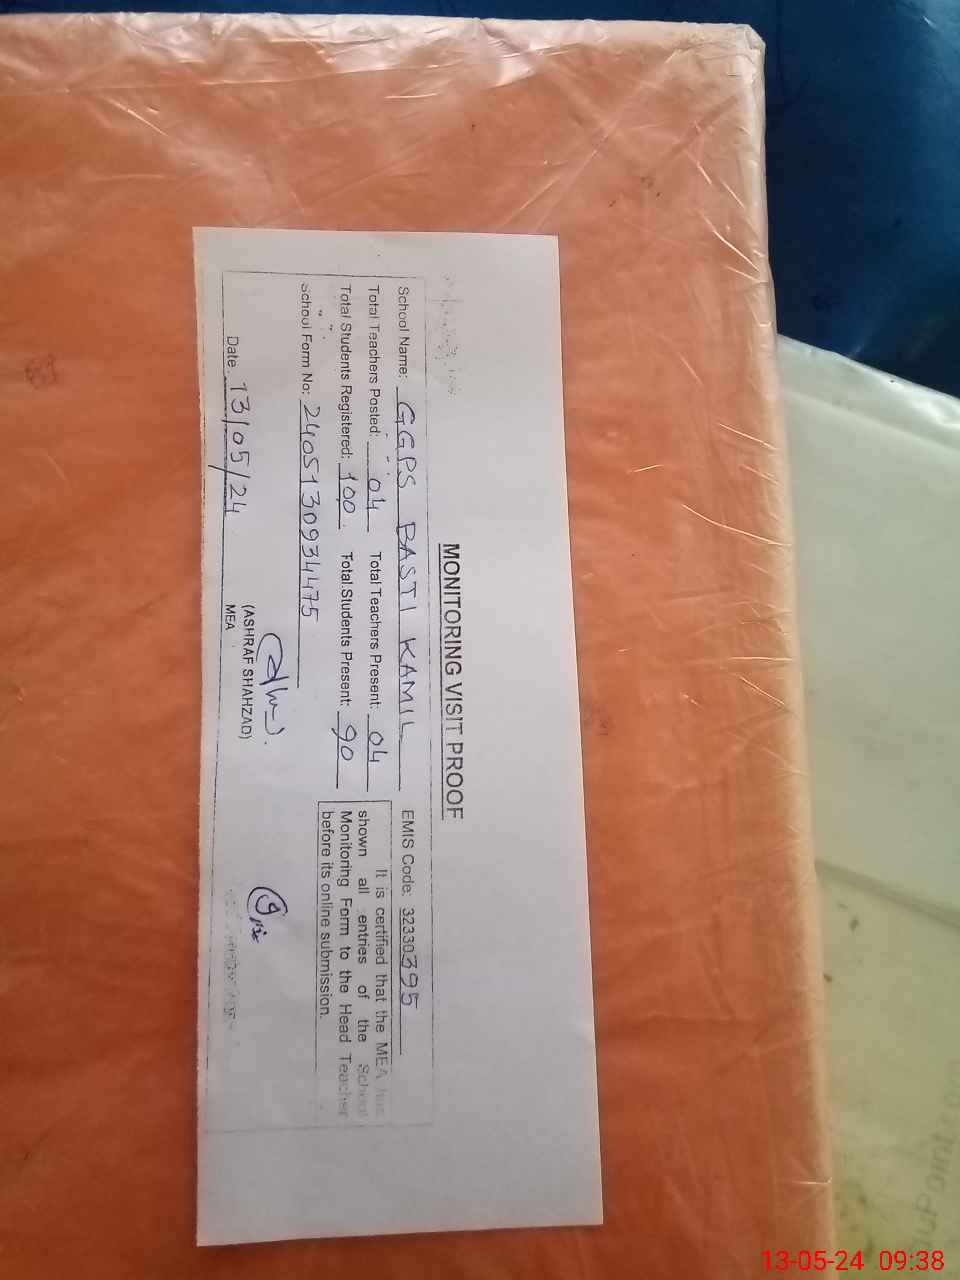 MONITORING VISIT PROOF
School Name: GGPS BASTI KAMIL EMIS Code: 32330395
Total Teachers Posted: 04 Total Teachers Present: 04
Total Students Registered: 100 Total Students Present: 90
School Form No: 2405130934475
It is certified that the MEA has
shown all entries of the School
Monitoring Form to the Head Teacher
before its online submission.
(ASHRAF SHAHZAD)
MEA
Date: 13/05/24
13-05-24 09:38